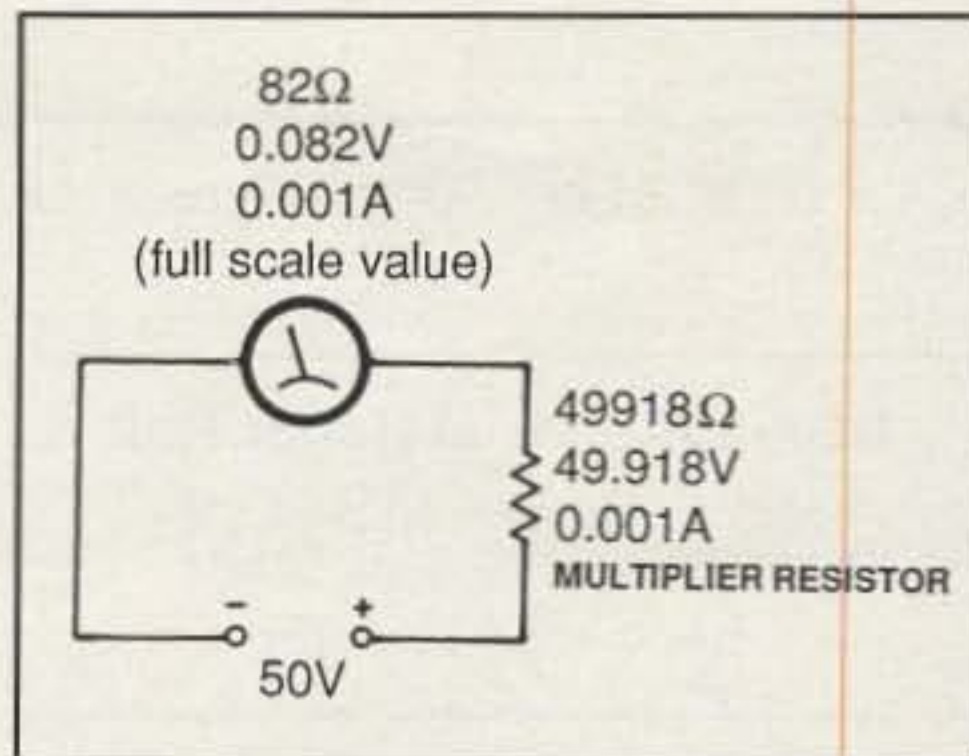 82Ω
0.082V
0.001A
(full scale value)
49918Ω
49.918V
0.001A
MULTIPLIER RESISTOR
- +
50V